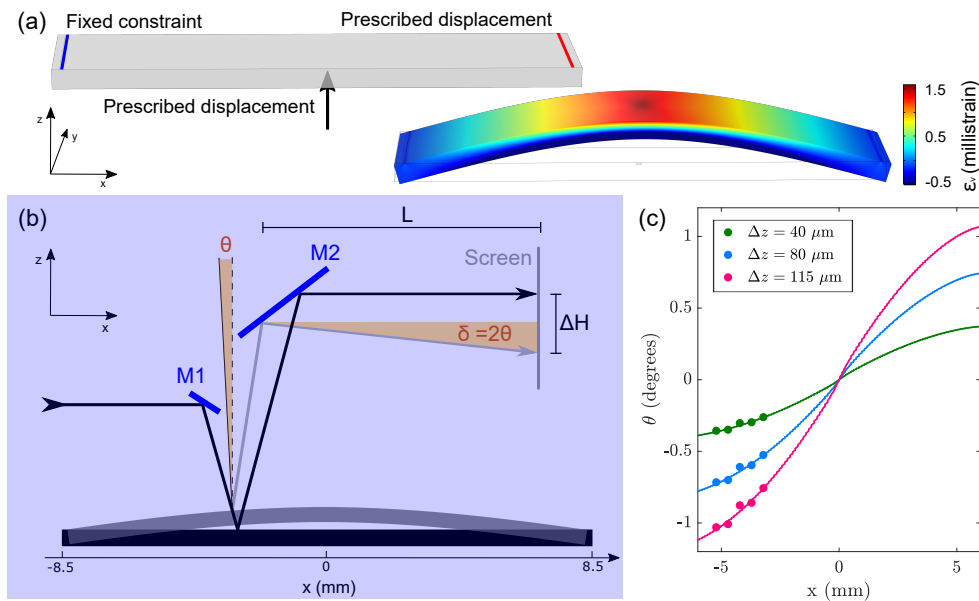 (a)
Fixed constraint
Prescribed displacement
Prescribed displacement
z
y
x
1.5
0.5
-0.5
εᵥ (millistrain)
(b)
L
θ
M2
Screen
z
x
ΔH
δ =2θ
M1
-8.5
0
8.5
x (mm)
(c)
Δz = 40 μm
Δz = 80 μm
Δz = 115 μm
1
0.5
0
-0.5
-1
θ (degrees)
-5
0
5
x (mm)